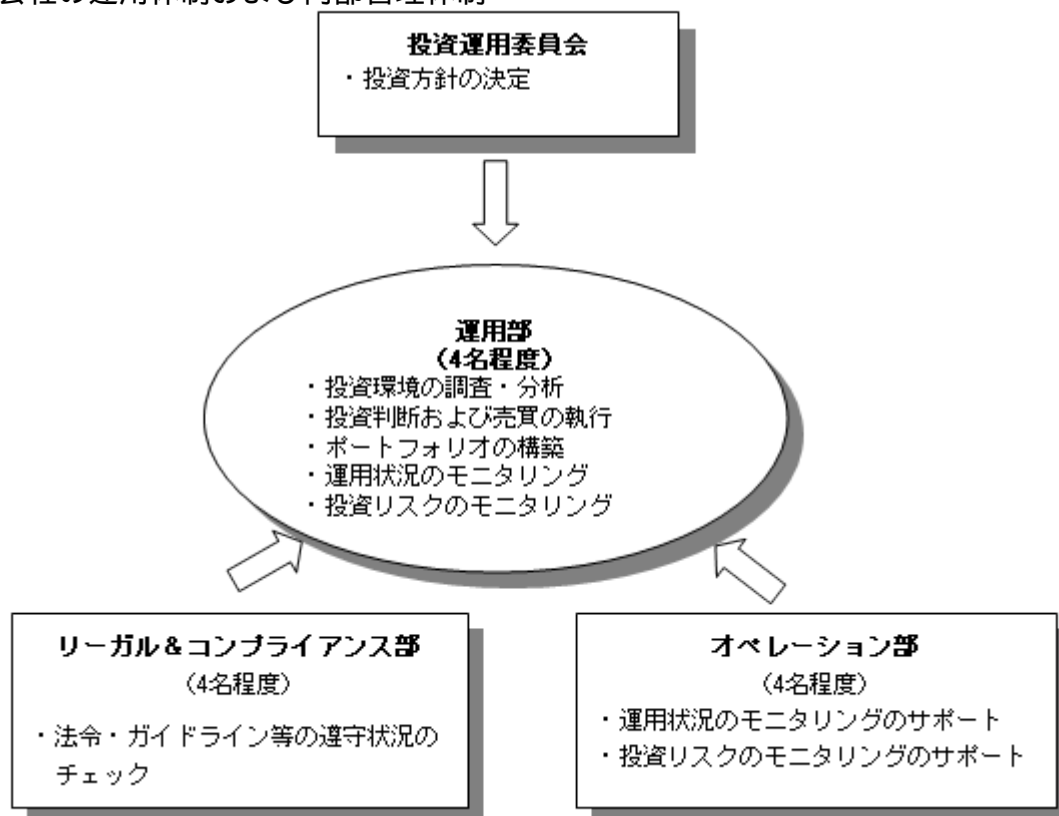 会社の運用体制および内部管理体制
投資運用委員会
・投資方針の決定
運用部
(4名程度)
・投資環境の調査・分析
・投資判断および売買の執行
・ポートフォリオの構築
・運用状況のモニタリング
・投資リスクのモニタリング
リーガル&コンプライアンス部
(4名程度)
・法令・ガイドライン等の遵守状況の
チェック
オペレーション部
(4名程度)
・運用状況のモニタリングのサポート
・投資リスクのモニタリングのサポート